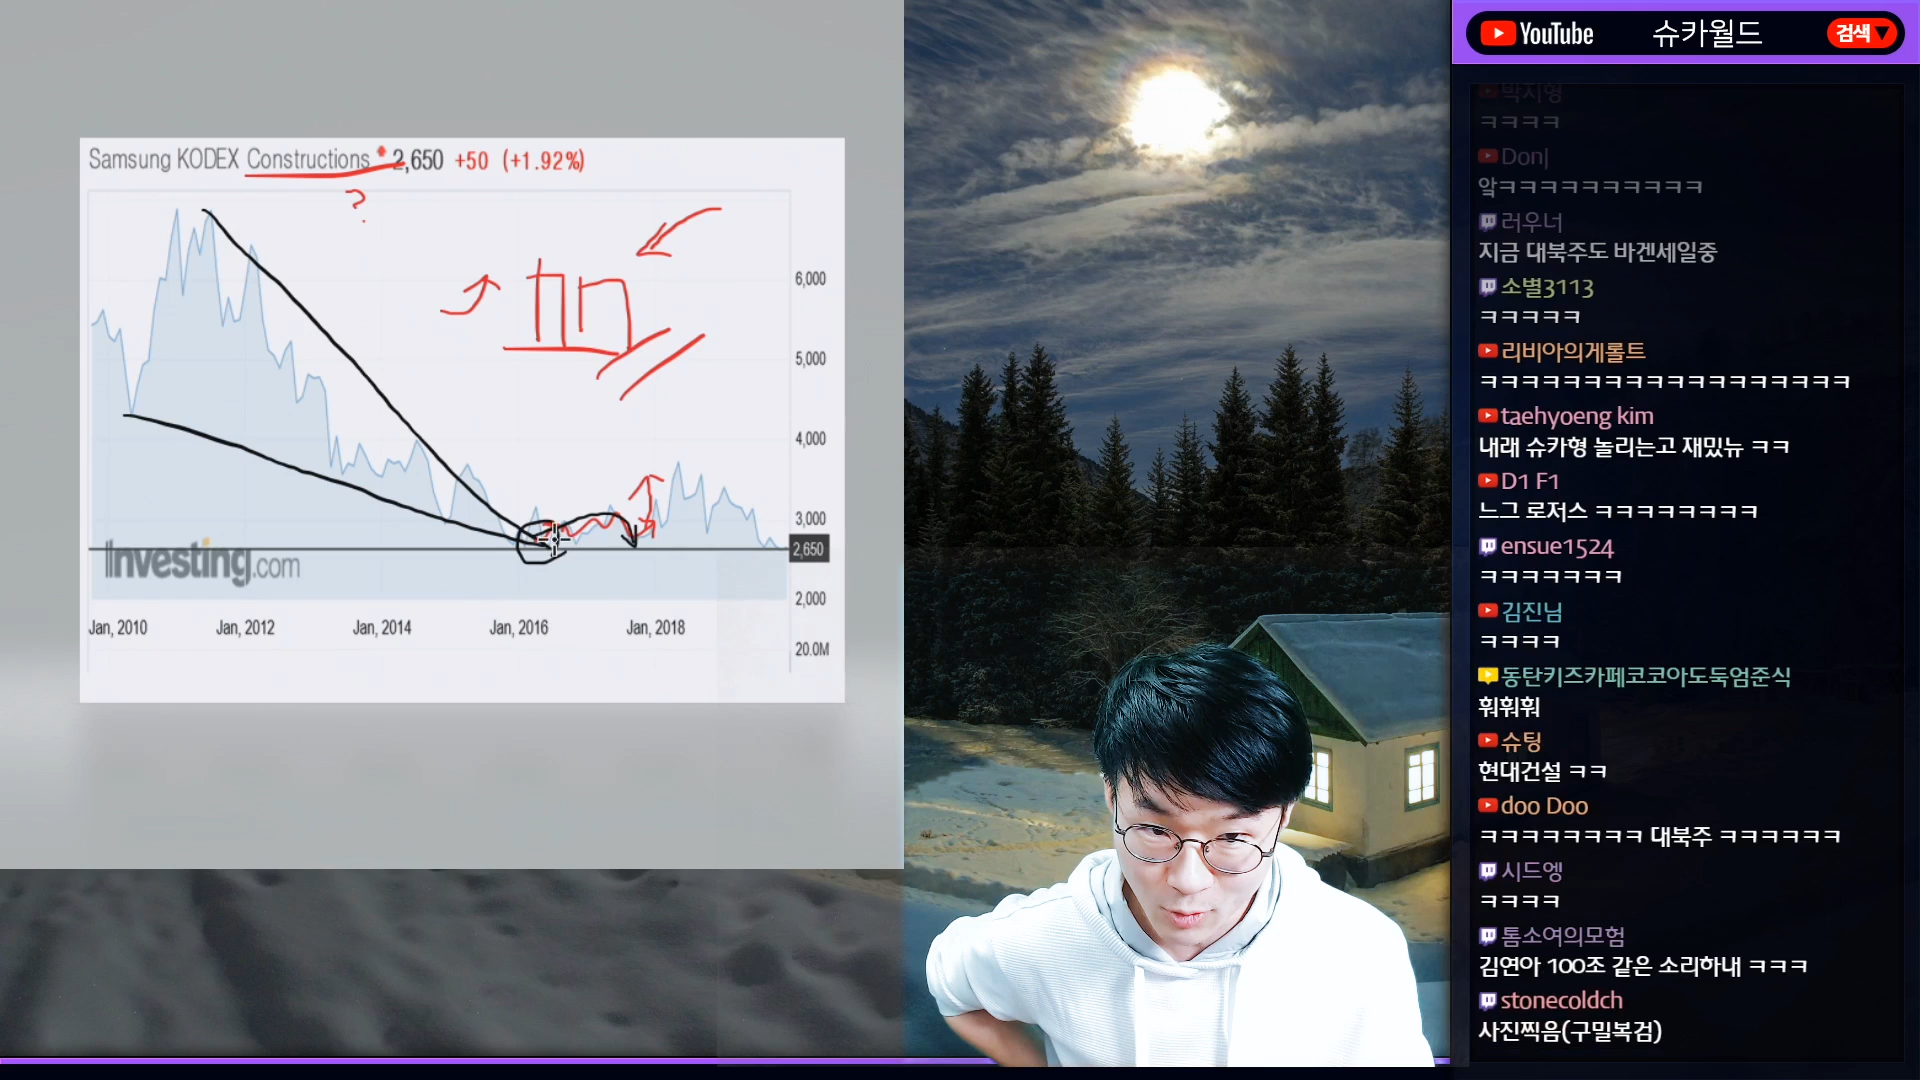 Samsung KODEX Constructions 2,650 +50 (+1.92%)
?
6,000
5,000
4,000
3,000
2,650
2,000
20.0M
Investing.com
Jan, 2010 Jan, 2012 Jan, 2014 Jan, 2016 Jan, 2018
YouTube 슈카월드 검색▼
박지형
ㅋㅋㅋㅋ
Don|
앜ㅋㅋㅋㅋㅋㅋㅋㅋㅋㅋ
러우너
지금 대북주도 바겐세일중
소별3113
ㅋㅋㅋㅋㅋ
리비아의게롤트
ㅋㅋㅋㅋㅋㅋㅋㅋㅋㅋㅋㅋㅋㅋㅋㅋㅋㅋ
taehyoeng kim
내래 슈카형 놀리는고 재밌뉴 ㅋㅋ
D1 F1
느그 로저스 ㅋㅋㅋㅋㅋㅋㅋㅋ
ensue1524
ㅋㅋㅋㅋㅋㅋㅋ
김진님
ㅋㅋㅋㅋ
동탄키즈카페코코아도둑엄준식
훠훠훠
슈팅
현대건설 ㅋㅋ
doo Doo
ㅋㅋㅋㅋㅋㅋㅋㅋ 대북주 ㅋㅋㅋㅋㅋㅋ
시드엥
ㅋㅋㅋㅋ
톰소여의모험
김연아 100조 같은 소리하내 ㅋㅋㅋ
stonecoldch
사진찍음(구밀복검)